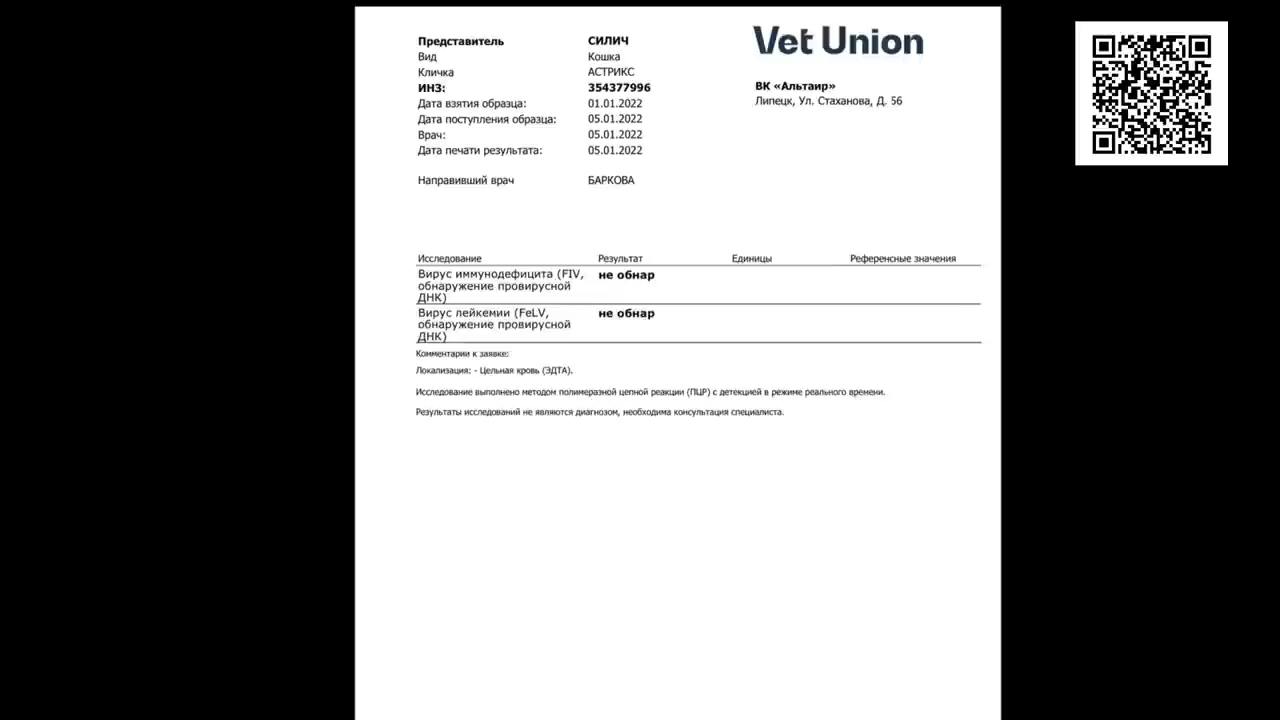 Представитель СИЛИЧ
Вид Кошка
Кличка АСТРИКС
ИНЗ: 354377996
Дата взятия образца: 01.01.2022
Дата поступления образца: 05.01.2022
Врач: 05.01.2022
Дата печати результата: 05.01.2022
Направивший врач БАРКОВА
Vet Union
ВК «Альтаир»
Липецк, Ул. Стаханова, Д. 56
Исследование Результат Единицы Референсные значения
Вирус иммунодефицита (FIV, не обнар
обнаружение провирусной
ДНК)
Вирус лейкемии (FeLV, не обнар
обнаружение провирусной
ДНК)
Комментарии к заявке:
Локализация: - Цельная кровь (ЭДТА).
Исследование выполнено методом полимеразной цепной реакции (ПЦР) с детекцией в режиме реального времени.
Результаты исследований не являются диагнозом, необходима консультация специалиста.